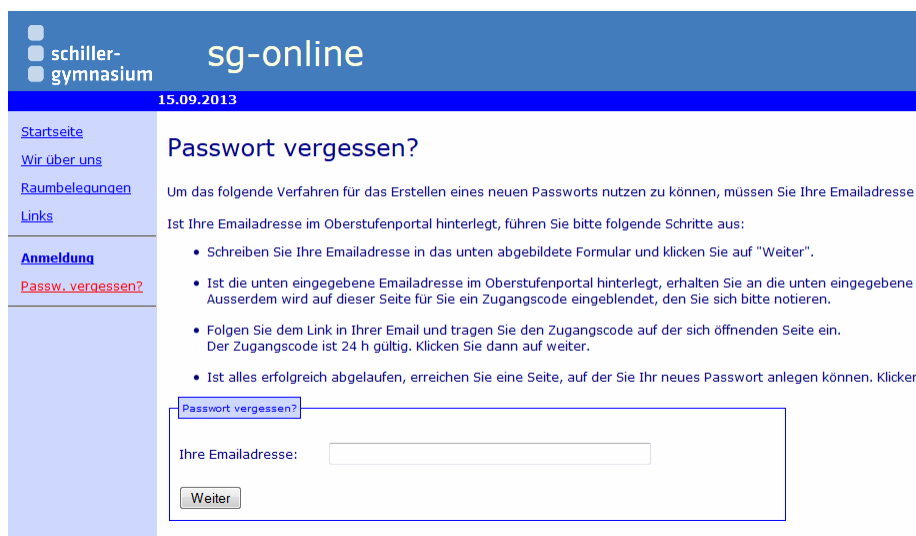 schiller-
gymnasium
sg-online
15.09.2013
Startseite
Wir über uns
Raumbelegungen
Links
Anmeldung
Passw. vergessen?
Passwort vergessen?
Um das folgende Verfahren für das Erstellen eines neuen Passworts nutzen zu können, müssen Sie Ihre Emailadresse
Ist Ihre Emailadresse im Oberstufenportal hinterlegt, führen Sie bitte folgende Schritte aus:
• Schreiben Sie Ihre Emailadresse in das unten abgebildete Formular und klicken Sie auf "Weiter".
• Ist die unten eingegebene Emailadresse im Oberstufenportal hinterlegt, erhalten Sie an die unten eingegebene
Ausserdem wird auf dieser Seite für Sie ein Zugangscode eingeblendet, den Sie sich bitte notieren.
• Folgen Sie dem Link in Ihrer Email und tragen Sie den Zugangscode auf der sich öffnenden Seite ein.
Der Zugangscode ist 24 h gültig. Klicken Sie dann auf weiter.
• Ist alles erfolgreich abgelaufen, erreichen Sie eine Seite, auf der Sie Ihr neues Passwort anlegen können. Klicken
Passwort vergessen?
Ihre Emailadresse:
Weiter